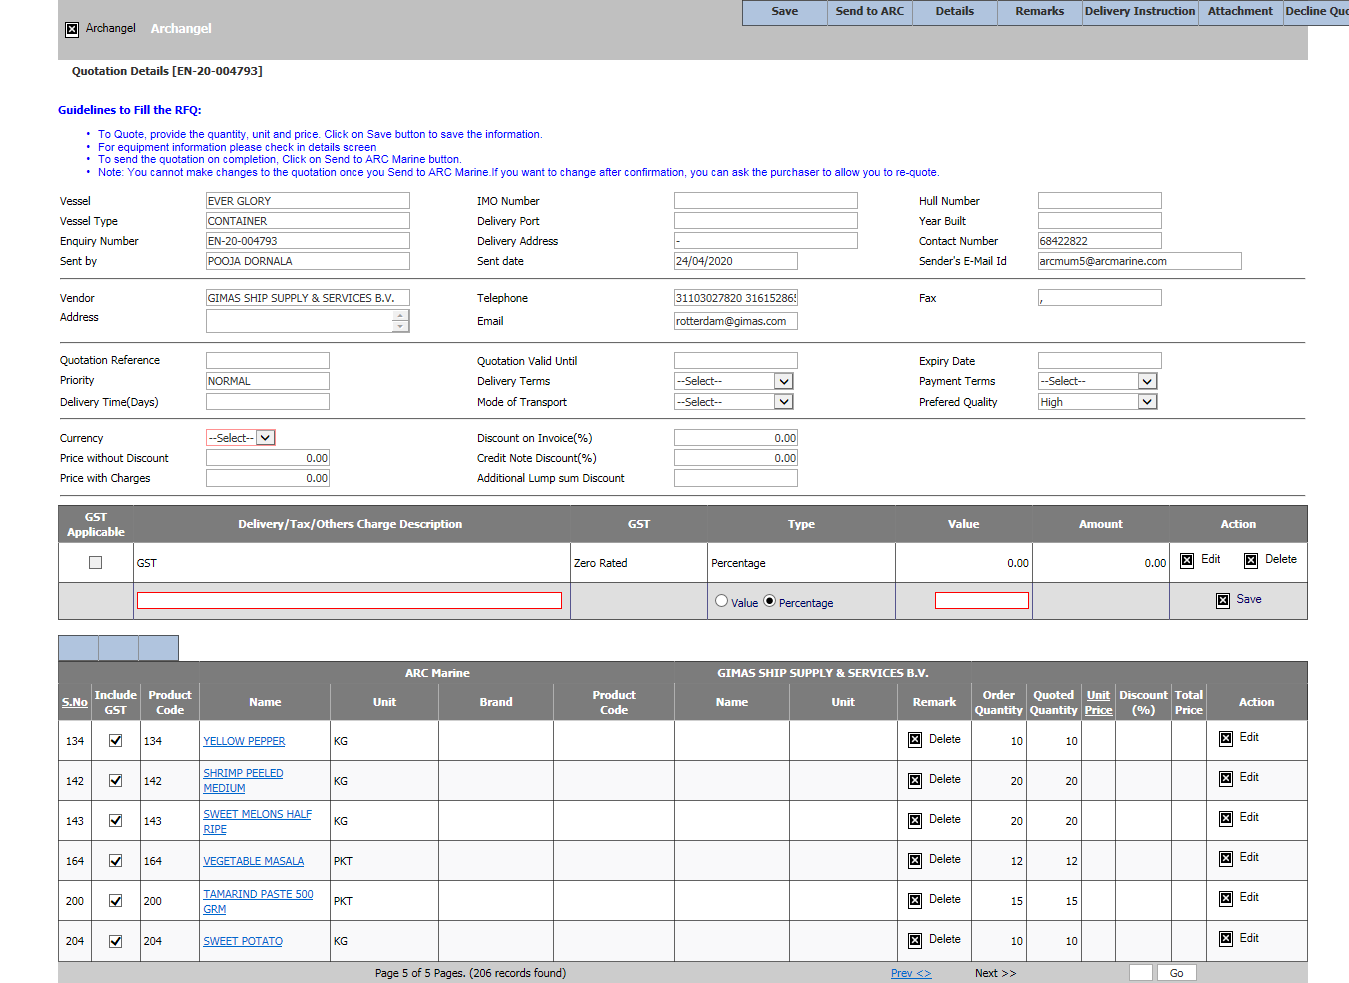 Save Send to ARC Details Remarks Delivery Instruction Attachment Decline Quo
Archangel Archangel
Quotation Details [EN-20-004793]
Guidelines to Fill the RFQ:
• To Quote, provide the quantity, unit and price. Click on Save button to save the information.
• For equipment information please check in details screen
• To send the quotation on completion, Click on Send to ARC Marine button.
• Note: You cannot make changes to the quotation once you Send to ARC Marine.If you want to change after confirmation, you can ask the purchaser to allow you to re-quote.
Vessel EVER GLORY IMO Number Hull Number
Vessel Type CONTAINER Delivery Port Year Built
Enquiry Number EN-20-004793 Delivery Address - Contact Number 68422822
Sent by POOJA DORNALA Sent date 24/04/2020 Sender's E-Mail Id arcmum5@arcmarine.com
Vendor GIMAS SHIP SUPPLY & SERVICES B.V. Telephone 31103027820 316152865 Fax ,
Address Email rotterdam@gimas.com
Quotation Reference Quotation Valid Until Expiry Date
Priority NORMAL Delivery Terms --Select-- Payment Terms --Select--
Delivery Time(Days) Mode of Transport --Select-- Prefered Quality High
Currency --Select-- Discount on Invoice(%) 0.00
Price without Discount 0.00 Credit Note Discount(%) 0.00
Price with Charges 0.00 Additional Lump sum Discount
GST Applicable Delivery/Tax/Others Charge Description GST Type Value Amount Action
GST Zero Rated Percentage 0.00 0.00 Edit Delete
Value Percentage Save
ARC Marine GIMAS SHIP SUPPLY & SERVICES B.V.
S.No Include GST Product Code Name Unit Brand Product Code Name Unit Remark Order Quantity Quoted Quantity Unit Price Discount (%) Total Price Action
134 134 YELLOW PEPPER KG Delete 10 10 Edit
142 142 SHRIMP PEELED MEDIUM KG Delete 20 20 Edit
143 143 SWEET MELONS HALF RIPE KG Delete 20 20 Edit
164 164 VEGETABLE MASALA PKT Delete 12 12 Edit
200 200 TAMARIND PASTE 500 GRM PKT Delete 15 15 Edit
204 204 SWEET POTATO KG Delete 10 10 Edit
Page 5 of 5 Pages. (206 records found) Prev <> Next >> Go